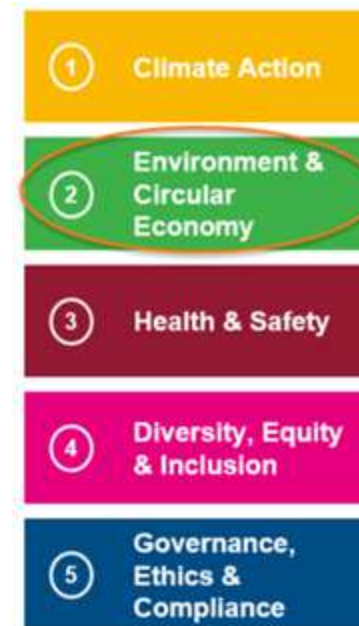 1 Climate Action
Environment &
2 Circular
Economy
3 Health & Safety
Diversity, Equity
4 & Inclusion
Governance,
5 Ethics &
Compliance